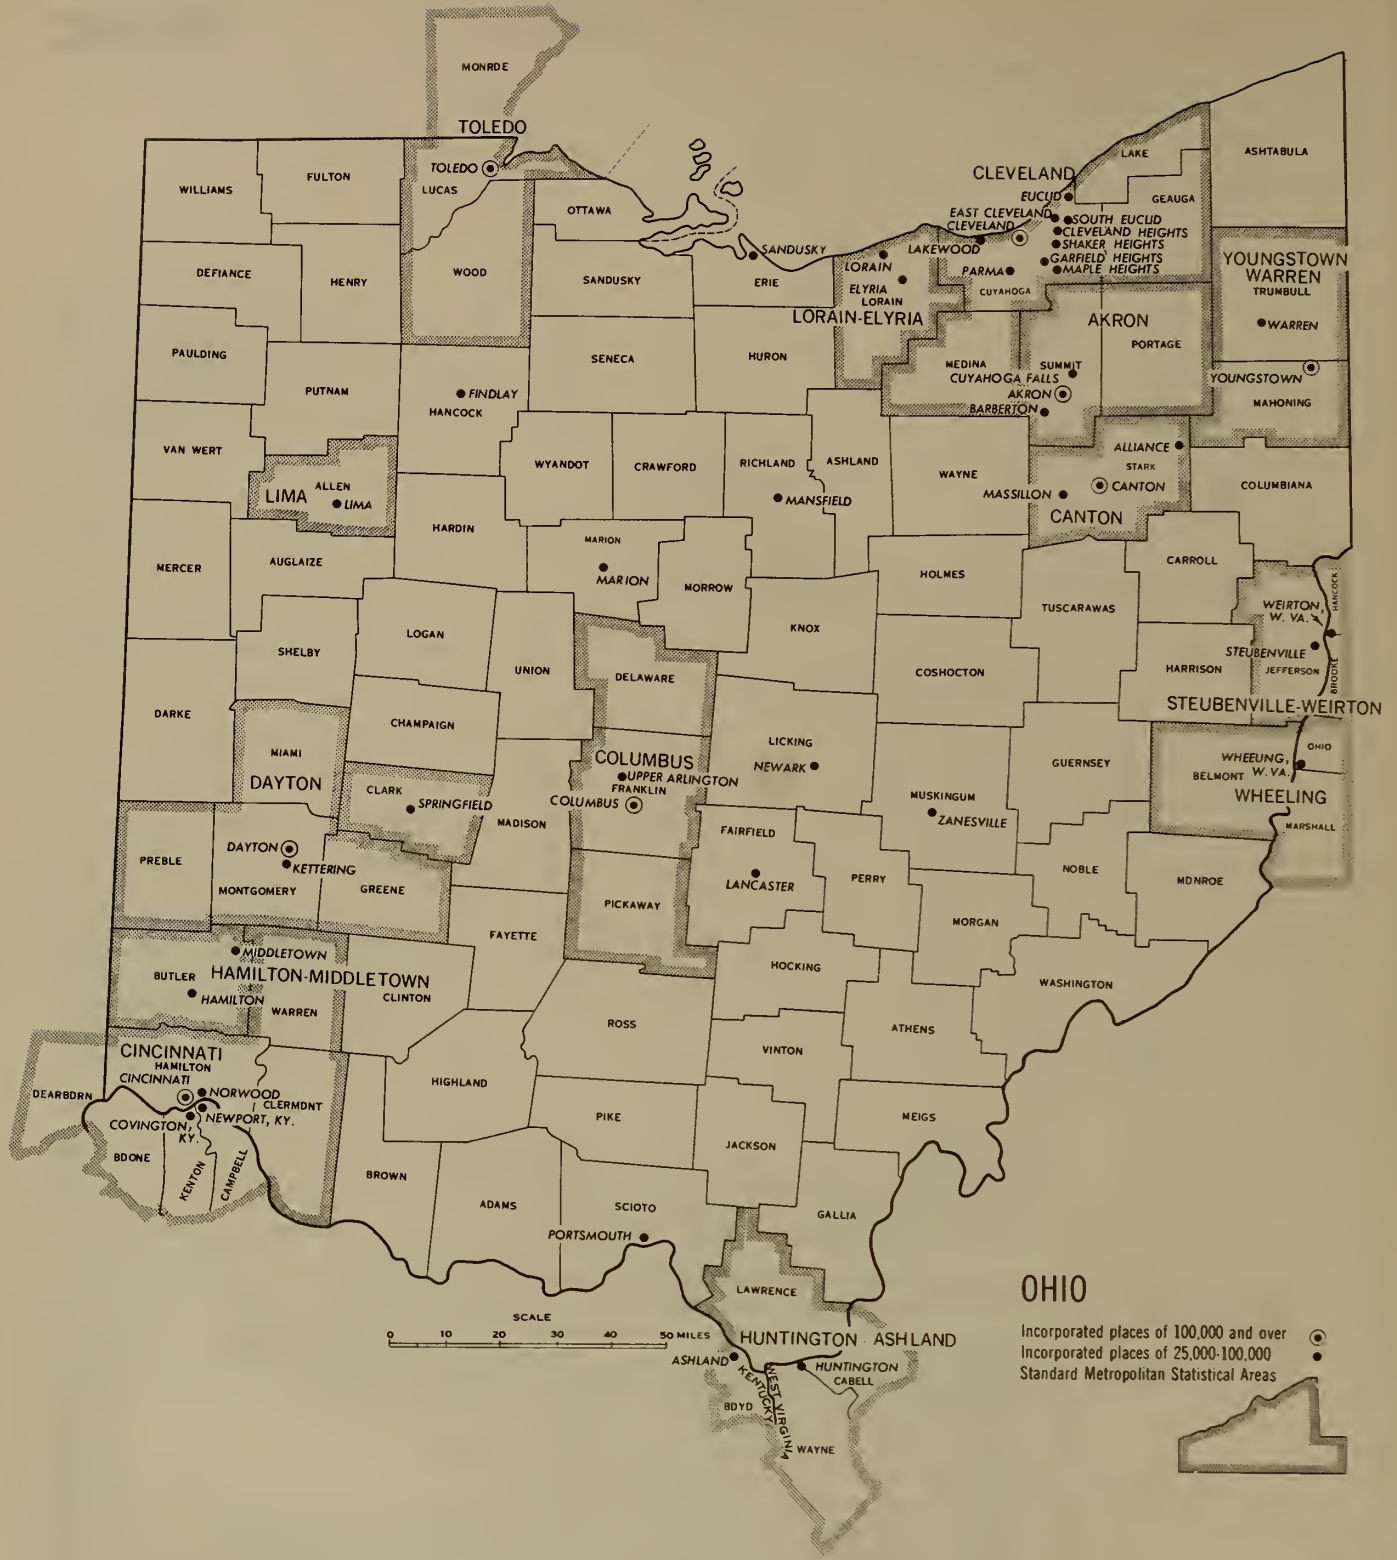 MONRDE
TOLEDO
TOLEDO
LUCAS
WILLIAMS
FULTON
OTTAWA
DEFIANCE
HENRY
WOOD
SANDUSKY
SANDUSKY
ERIE
CLEVELAND
LAKE
ASHTABULA
EUCLID
GEAUGA
EAST CLEVELAND
CLEVELAND
SOUTH EUCLID
CLEVELAND HEIGHTS
SHAKER HEIGHTS
LAKEWOOD
GARFIELD HEIGHTS
MAPLE HEIGHTS
PARMA
CUYAHOGA
LORAIN
ELYRIA
LORAIN
LORAIN-ELYRIA
YOUNGSTOWN
WARREN
TRUMBULL
WARREN
YOUNGSTOWN
MAHONING
AKRON
PORTAGE
MEDINA
SUMMIT
CUYAHOGA FALLS
AKRON
BARBERTON
PAULDING
PUTNAM
SENECA
HURON
FINDLAY
HANCOCK
VAN WERT
ALLEN
LIMA
LIMA
WYANDOT
CRAWFORD
RICHLAND
MANSFIELD
ASHLAND
WAYNE
ALLIANCE
STARK
CANTON
MASSILLON
CANTON
COLUMBIANA
MERCER
AUGLAIZE
HARDIN
MARION
MARION
MORROW
HOLMES
TUSCARAWAS
CARROLL
WEIRTON,
W. VA.
HANCOCK
STEUBENVILLE
JEFFERSON
BROOKE
STEUBENVILLE-WEIRTON
SHELBY
LOGAN
UNION
DELAWARE
KNOX
COSHOCTON
HARRISON
DARKE
MIAMI
DAYTON
CHAMPAIGN
CLARK
SPRINGFIELD
MADISON
COLUMBUS
UPPER ARLINGTON
FRANKLIN
COLUMBUS
LICKING
NEWARK
MUSKINGUM
ZANESVILLE
GUERNSEY
WHEELING,
W. VA.
OHIO
BELMONT
WHEELING
MARSHALL
PREBLE
DAYTON
KETTERING
MONTGOMERY
GREENE
FAYETTE
PICKAWAY
FAIRFIELD
LANCASTER
PERRY
MORGAN
NOBLE
MDNROE
MIDDLETOWN
BUTLER
HAMILTON-MIDDLETOWN
HAMILTON
WARREN
CLINTON
ROSS
HOCKING
WASHINGTON
ATHENS
VINTON
CINCINNATI
HAMILTON
CINCINNATI
NORWOOD
CLERMDNT
NEWPORT, KY.
COVINGTON,
KY.
DEARBDRN
BDONE
KENTON
CAMPBELL
HIGHLAND
PIKE
JACKSON
MEIGS
BROWN
ADAMS
SCIOTO
PORTSMOUTH
GALLIA
LAWRENCE
HUNTINGTON ASHLAND
ASHLAND
HUNTINGTON
CABELL
BDYD
KENTUCKY
WEST VIRGINIA
WAYNE
SCALE
0 10 20 30 40 50 MILES
OHIO
Incorporated places of 100,000 and over
Incorporated places of 25,000-100,000
Standard Metropolitan Statistical Areas